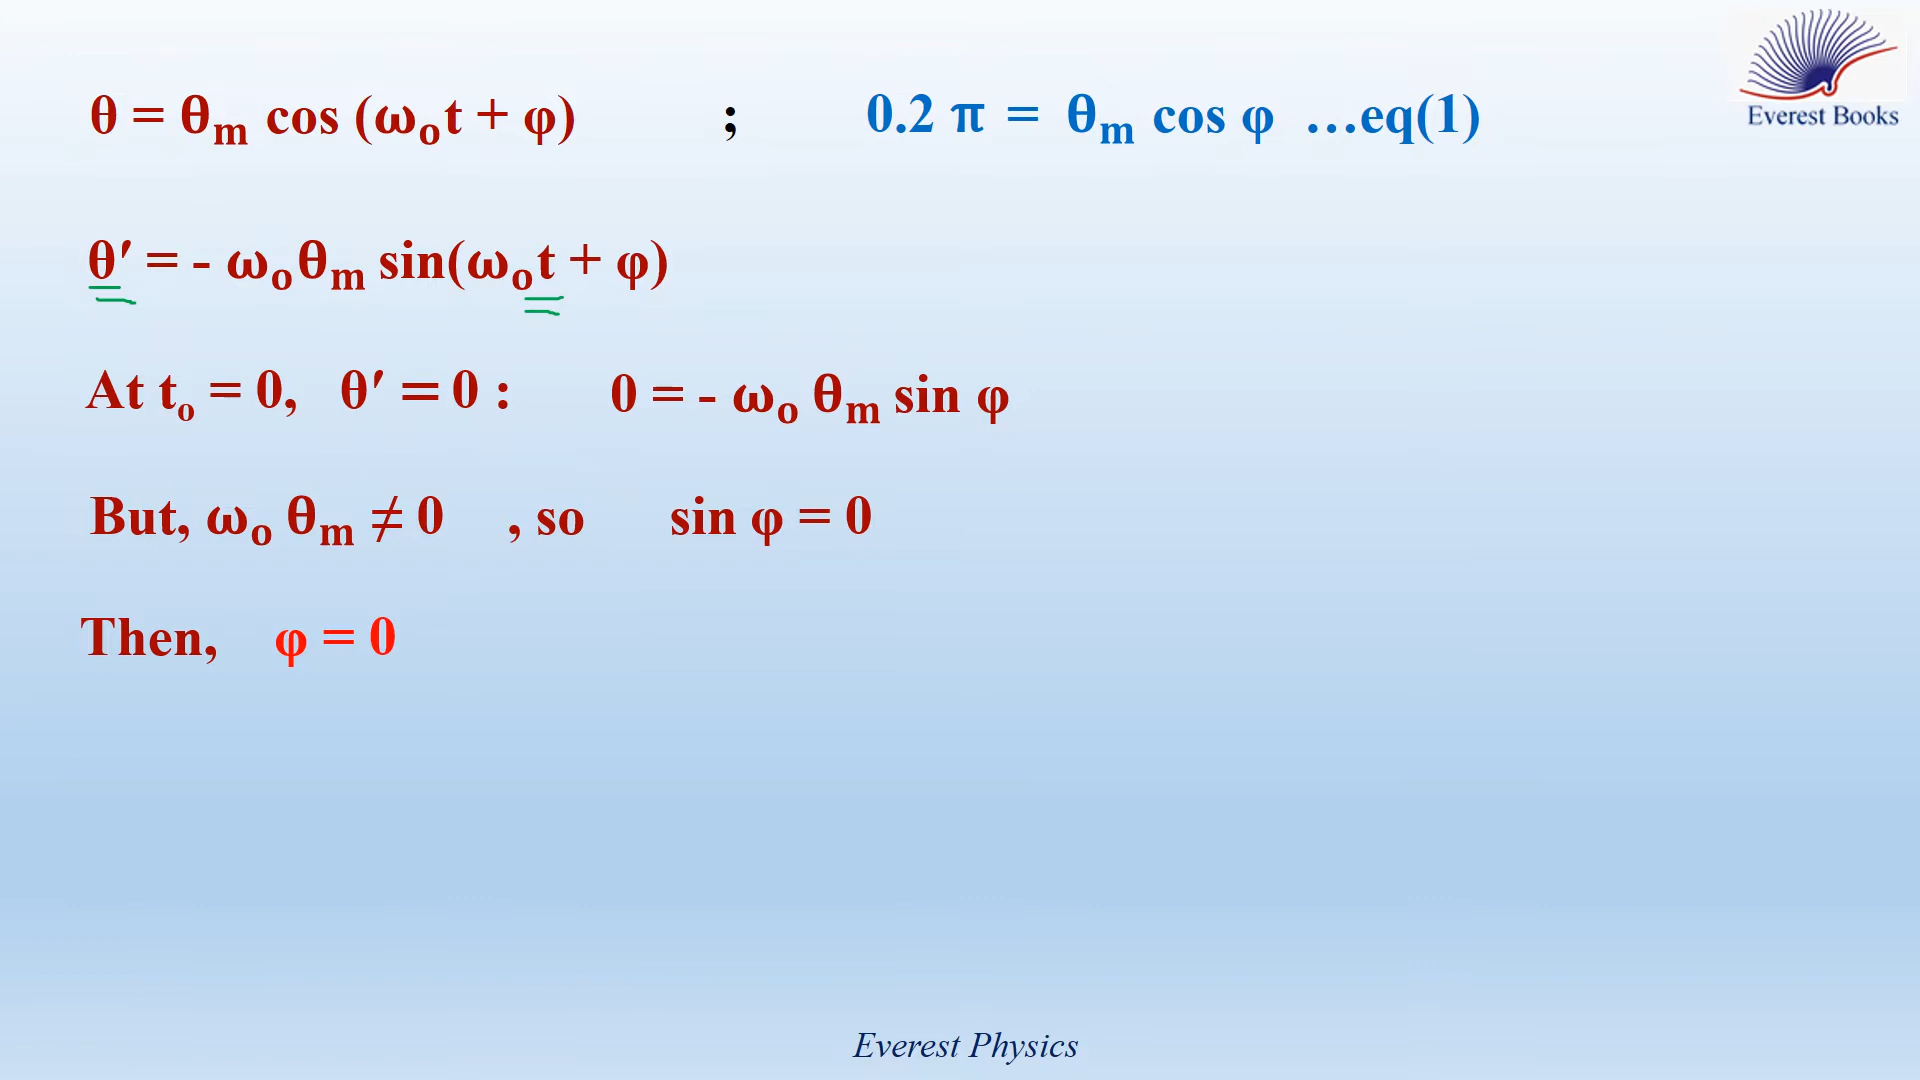 θ = θₘ cos (ωₒt + φ) ; 0.2 π = θₘ cos φ …eq(1)
Everest Books
θ′ = - ωₒθₘ sin(ωₒt + φ)
At tₒ = 0, θ′ = 0 : 0 = - ωₒ θₘ sin φ
But, ωₒ θₘ ≠ 0 , so sin φ = 0
Then, φ = 0
Everest Physics